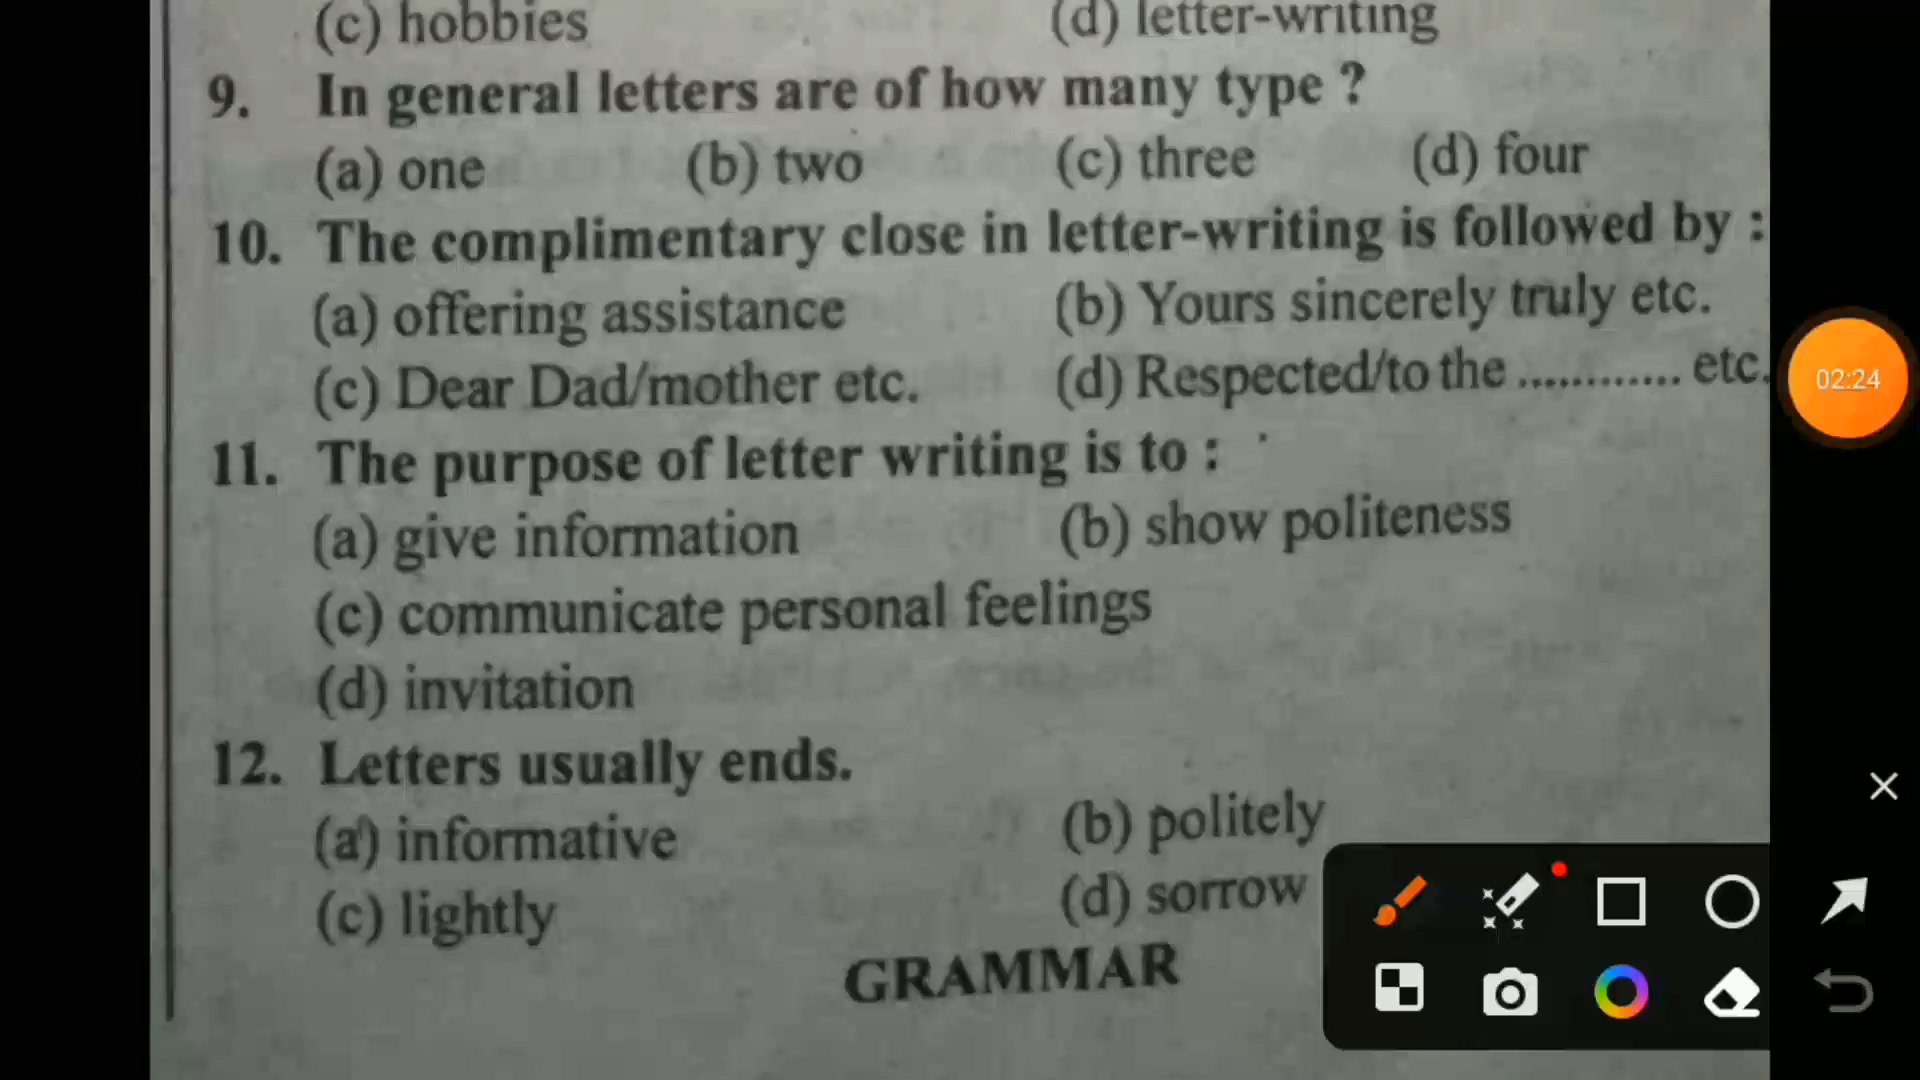 (c) hobbies (d) letter-writing
9. In general letters are of how many type ?
(a) one (b) two (c) three (d) four
10. The complimentary close in letter-writing is followed by :
(a) offering assistance (b) Yours sincerely truly etc.
(c) Dear Dad/mother etc. (d) Respected/to the ............ etc.
02:24
11. The purpose of letter writing is to :
(a) give information (b) show politeness
(c) communicate personal feelings
(d) invitation
12. Letters usually ends.
(a) informative (b) politely
(c) lightly (d) sorrow
GRAMMAR